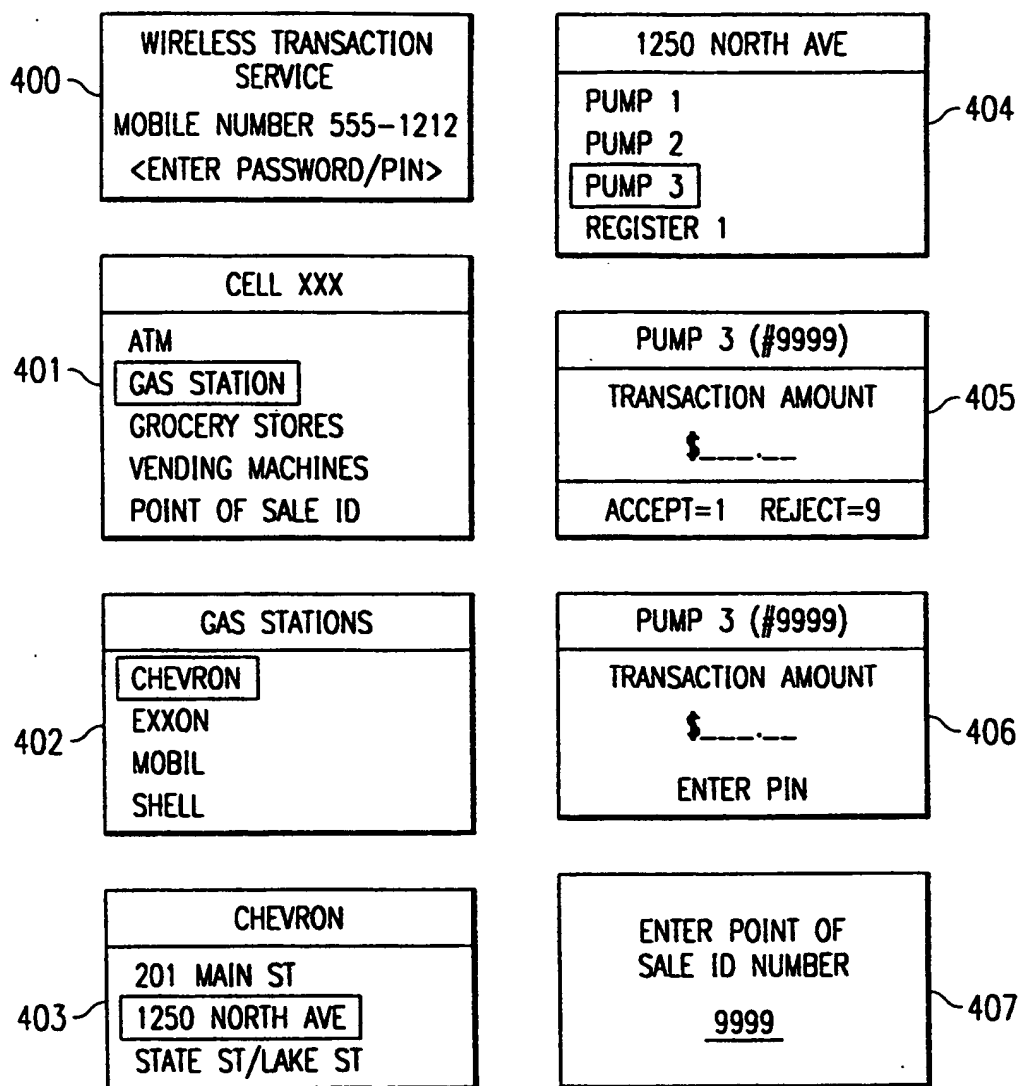 400
WIRELESS TRANSACTION
SERVICE
MOBILE NUMBER 555-1212
<ENTER PASSWORD/PIN>
401
CELL XXX
ATM
GAS STATION
GROCERY STORES
VENDING MACHINES
POINT OF SALE ID
402
GAS STATIONS
CHEVRON
EXXON
MOBIL
SHELL
403
CHEVRON
201 MAIN ST
1250 NORTH AVE
STATE ST/LAKE ST
1250 NORTH AVE
PUMP 1
PUMP 2
PUMP 3
REGISTER 1
404
PUMP 3 (#9999)
TRANSACTION AMOUNT
$___.__
ACCEPT=1 REJECT=9
405
PUMP 3 (#9999)
TRANSACTION AMOUNT
$___.__
ENTER PIN
406
ENTER POINT OF
SALE ID NUMBER
9999
407